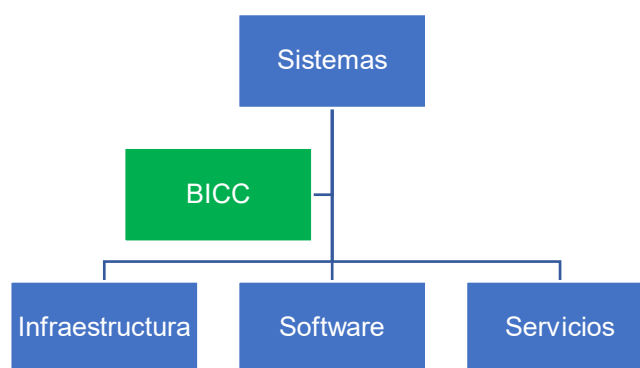 Sistemas
BICC
Infraestructura
Software
Servicios